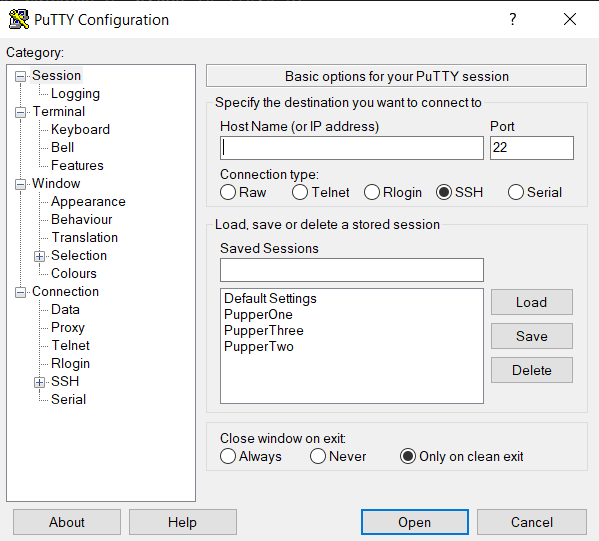 PuTTY Configuration
?
Category:
Session
Logging
Terminal
Keyboard
Bell
Features
Window
Appearance
Behaviour
Translation
Selection
Colours
Connection
Data
Proxy
Telnet
Rlogin
SSH
Serial
Basic options for your PuTTY session
Specify the destination you want to connect to
Host Name (or IP address) Port
22
Connection type:
Raw Telnet Rlogin SSH Serial
Load, save or delete a stored session
Saved Sessions
Default Settings
PupperOne
PupperThree
PupperTwo
Load
Save
Delete
Close window on exit:
Always Never Only on clean exit
About Help Open Cancel